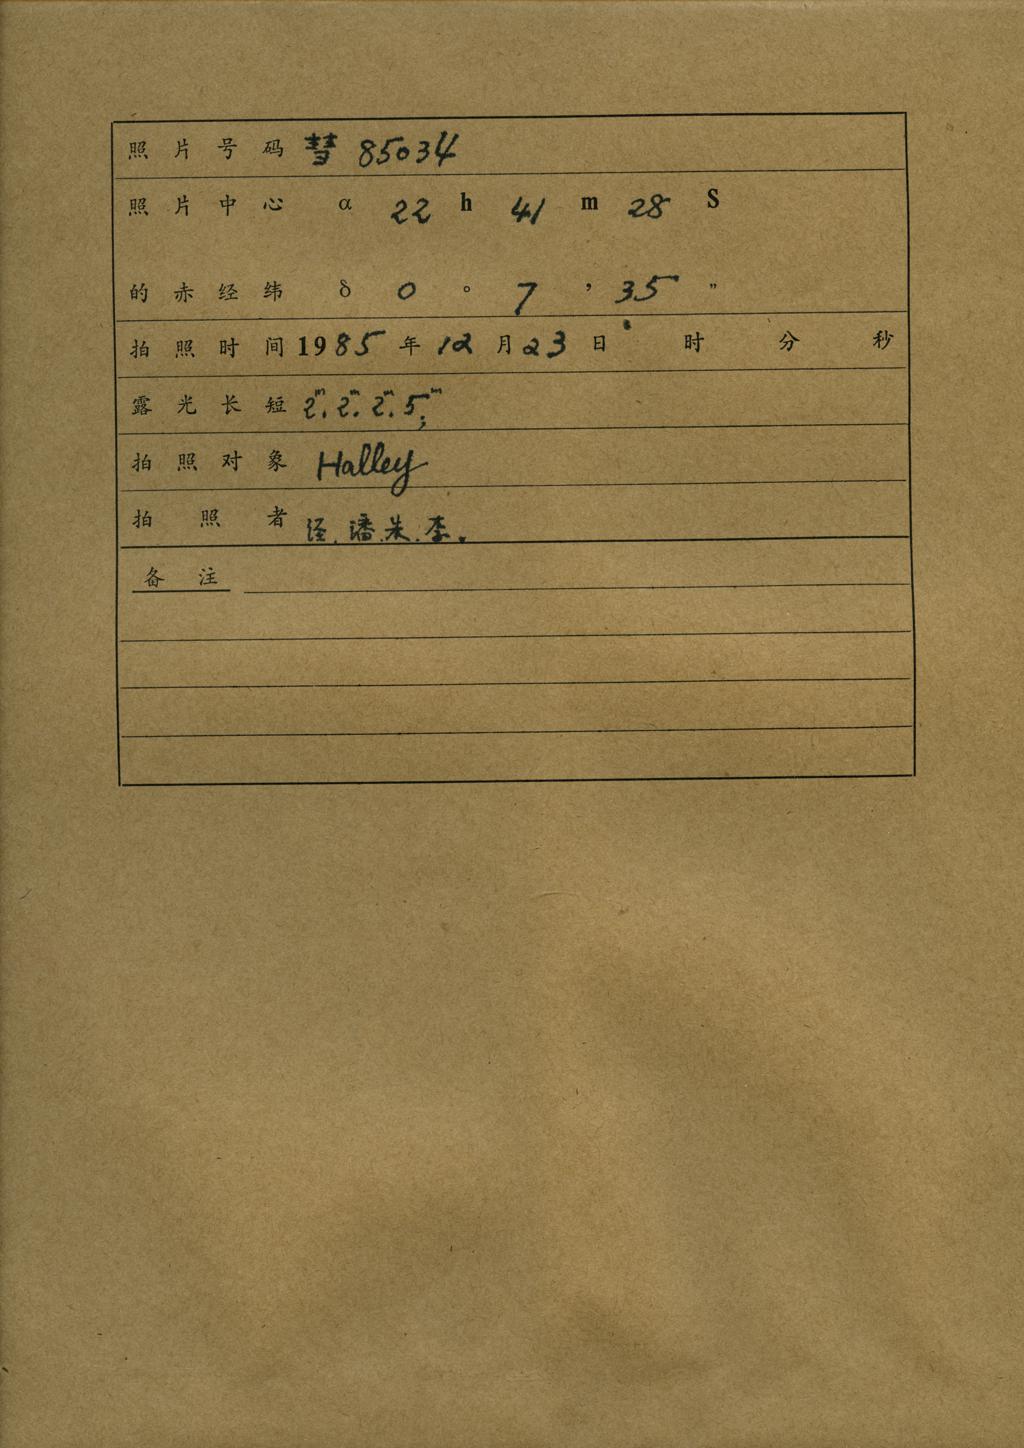 照片号码 彗 85034
照片中心 α 22 h 41 m 28 S
的赤经纬 δ 0 ° 7 ′ 35 ″
拍照时间 1985 年 12 月 23 日 时 分 秒
露光长短 2ᵐ. 2ᵐ. 2ᵐ. 5ᵐ;
拍照对象 Halley
拍照者 潘. 朱. 李.
备注